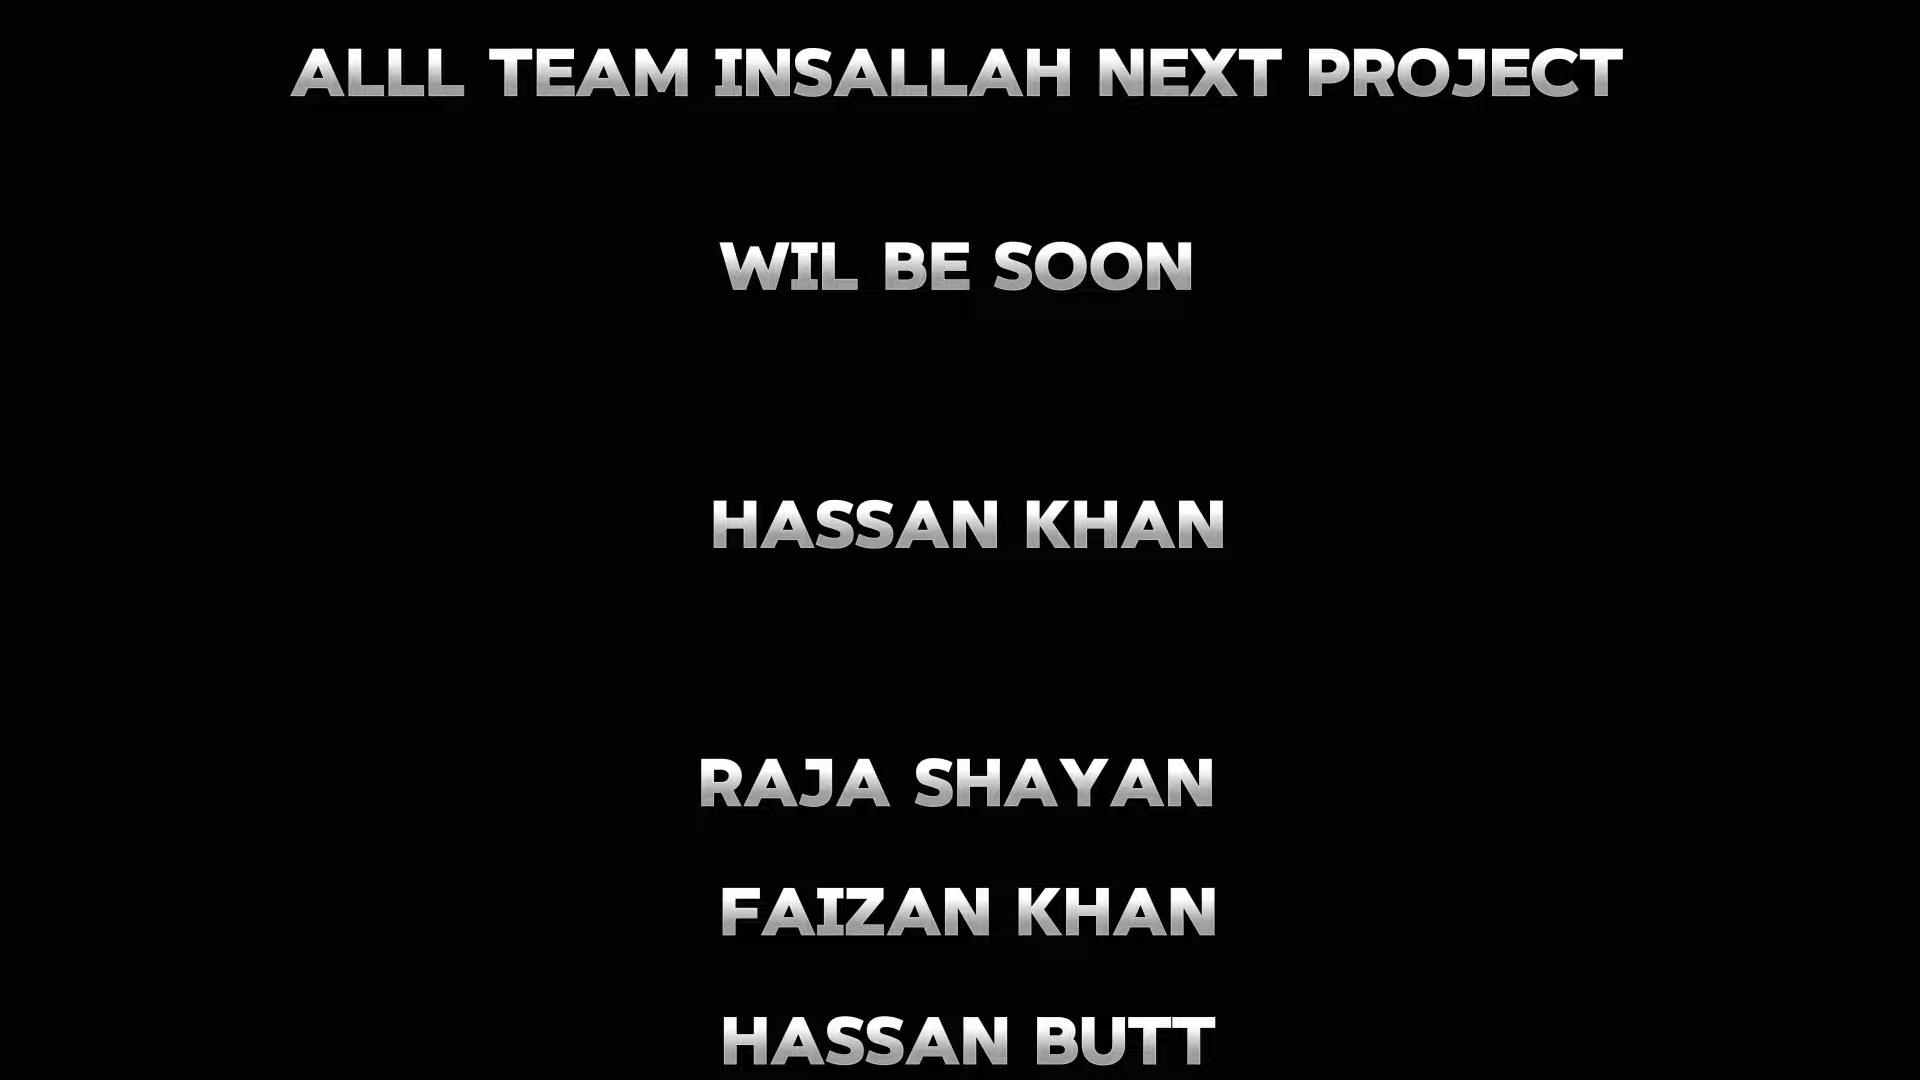 ALLL TEAM INSALLAH NEXT PROJECT
WIL BE SOON
HASSAN KHAN
RAJA SHAYAN
FAIZAN KHAN
HASSAN BUTT